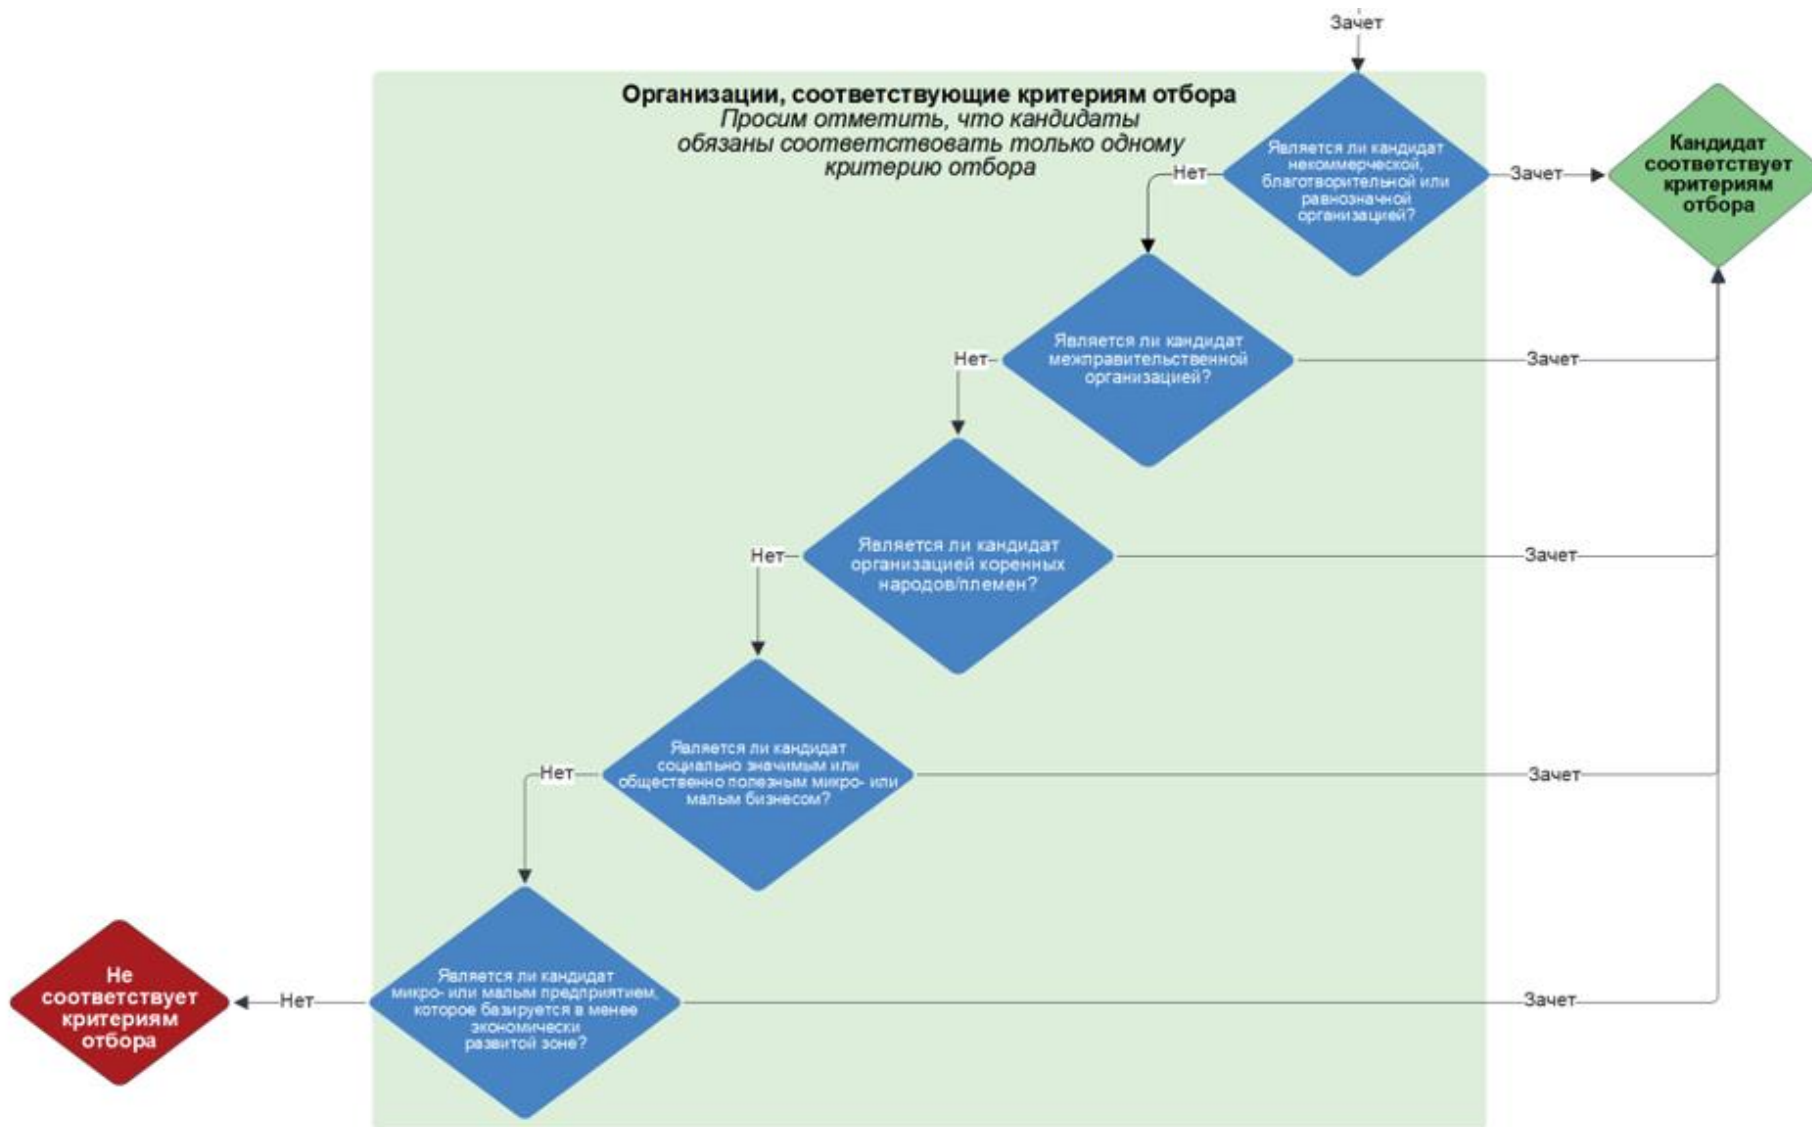 Зачет
Организации, соответствующие критериям отбора
Просим отметить, что кандидаты
обязаны соответствовать только одному
критерию отбора
Является ли кандидат
некоммерческой,
благотворительной или
равнозначной
организацией?
Нет
Зачет
Кандидат
соответствует
критериям
отбора
Является ли кандидат
межправительственной
организацией?
Нет
Зачет
Является ли кандидат
организацией коренных
народов/племен?
Нет
Зачет
Является ли кандидат
социально значимым или
общественно полезным микро- или
малым бизнесом?
Нет
Зачет
Является ли кандидат
микро- или малым предприятием,
которое базируется в менее
экономически
развитой зоне?
Нет
Зачет
Не
соответствует
критериям
отбора